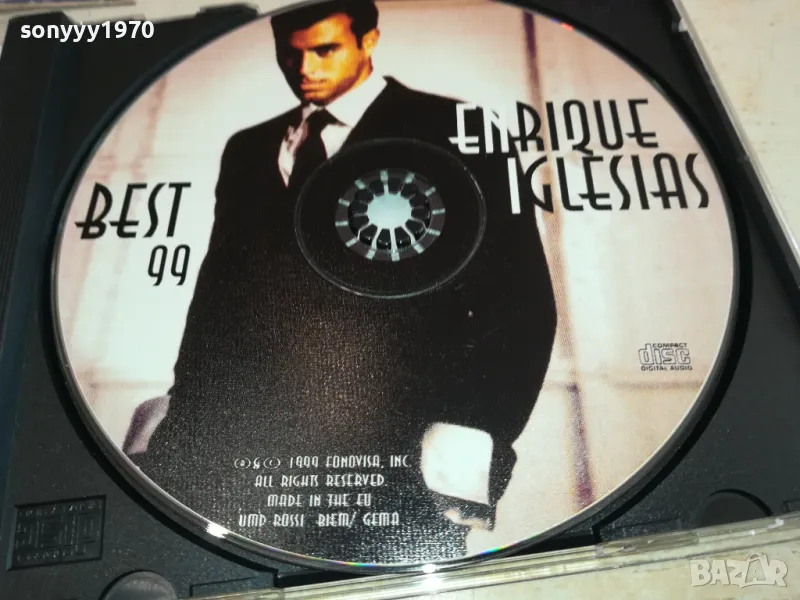 sonyyy1970
ENRIQUE
IGLESIAS
BEST
99
COMPACT
disc
DIGITAL AUDIO
℗ & © 1999 FONOVISA, INC.
ALL RIGHTS RESERVED.
MADE IN THE EU
UMP ROSSI BIEM/ GEMA
BAZAR